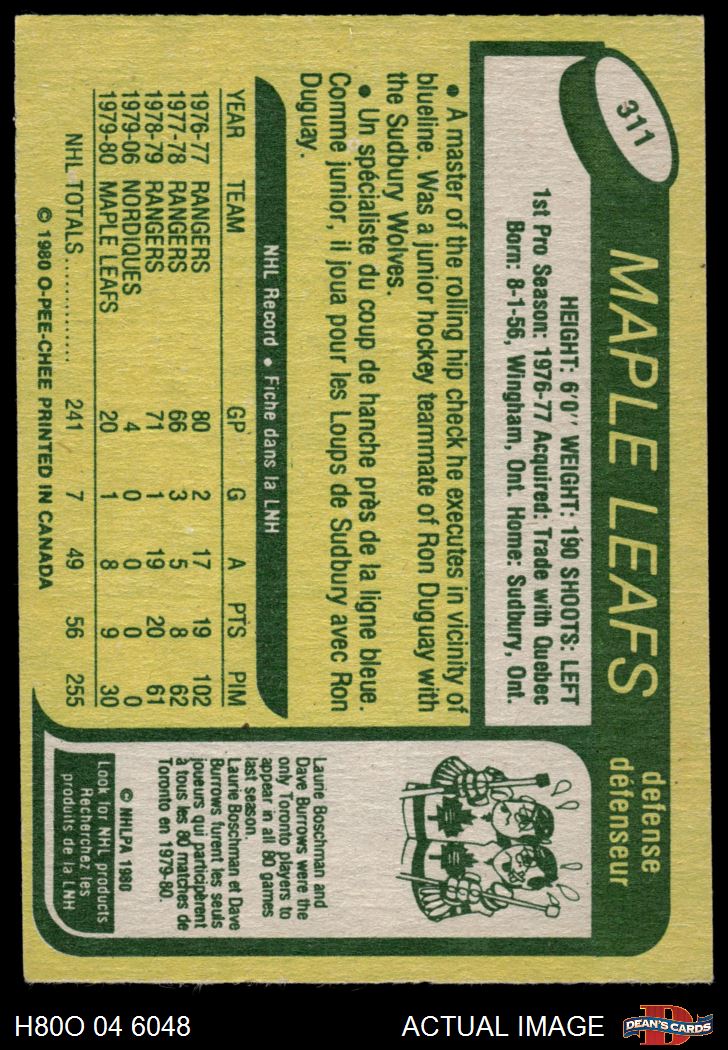 311
MAPLE LEAFS
defense
défenseur
HEIGHT: 6'0" WEIGHT: 190 SHOOTS: LEFT
1st Pro Season: 1976-77 Acquired: Trade with Quebec
Born: 8-1-56, Wingham, Ont. Home: Sudbury, Ont.
• A master of the rolling hip check he executes in vicinity of
blueline. Was a junior hockey teammate of Ron Duguay with
the Sudbury Wolves.
• Un spécialiste du coup de hanche près de la ligne bleue.
Comme junior, il joua pour les Loups de Sudbury avec Ron
Duguay.
NHL Record • Fiche dans la LNH
YEAR TEAM GP G A PTS PIM
1976-77 RANGERS 80 2 17 19 102
1977-78 RANGERS 66 3 5 8 62
1978-79 RANGERS 71 1 19 20 61
1979-06 NORDIQUES 4 0 0 0 0
1979-80 MAPLE LEAFS 20 1 8 9 30
NHL TOTALS............. 241 7 49 56 255
© 1980 O-PEE-CHEE PRINTED IN CANADA
Laurie Boschman and
Dave Burrows were the
only Toronto players to
appear in all 80 games
last season.
Laurie Boschman et Dave
Burrows furent les seuls
joueurs qui participèrent
à tous les 80 matches de
Toronto en 1979-80.
© NHLPA 1980
Look for NHL products
Recherchez les
produits de la LNH
H80O 04 6048
ACTUAL IMAGE
D
DEAN'S CARDS